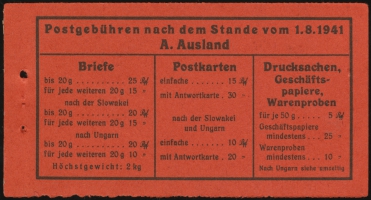 Postgebühren nach dem Stande vom 1.8.1941
A. Ausland
Briefe
bis 20 g .......... 25 ₰
für jede weiteren 20 g 15 "
nach der Slowakei
bis 20 g .......... 20 ₰
für jede weiteren 20 g 15 "
nach Ungarn
bis 20 g .......... 20 ₰
für jede weiteren 20 g 10 "
Höchstgewicht: 2 kg
Postkarten
einfache ........ 15 ₰
mit Antwortkarte . 30 "
nach der Slowakei
und Ungarn
einfache ........ 10 ₰
mit Antwortkarte .. 20 "
Drucksachen,
Geschäfts-
papiere,
Warenproben
für je 50 g ..... 5 ₰
Geschäftspapiere
mindestens ... 25 "
Warenproben
mindestens .... 10 "
Nach Ungarn siehe umseitig